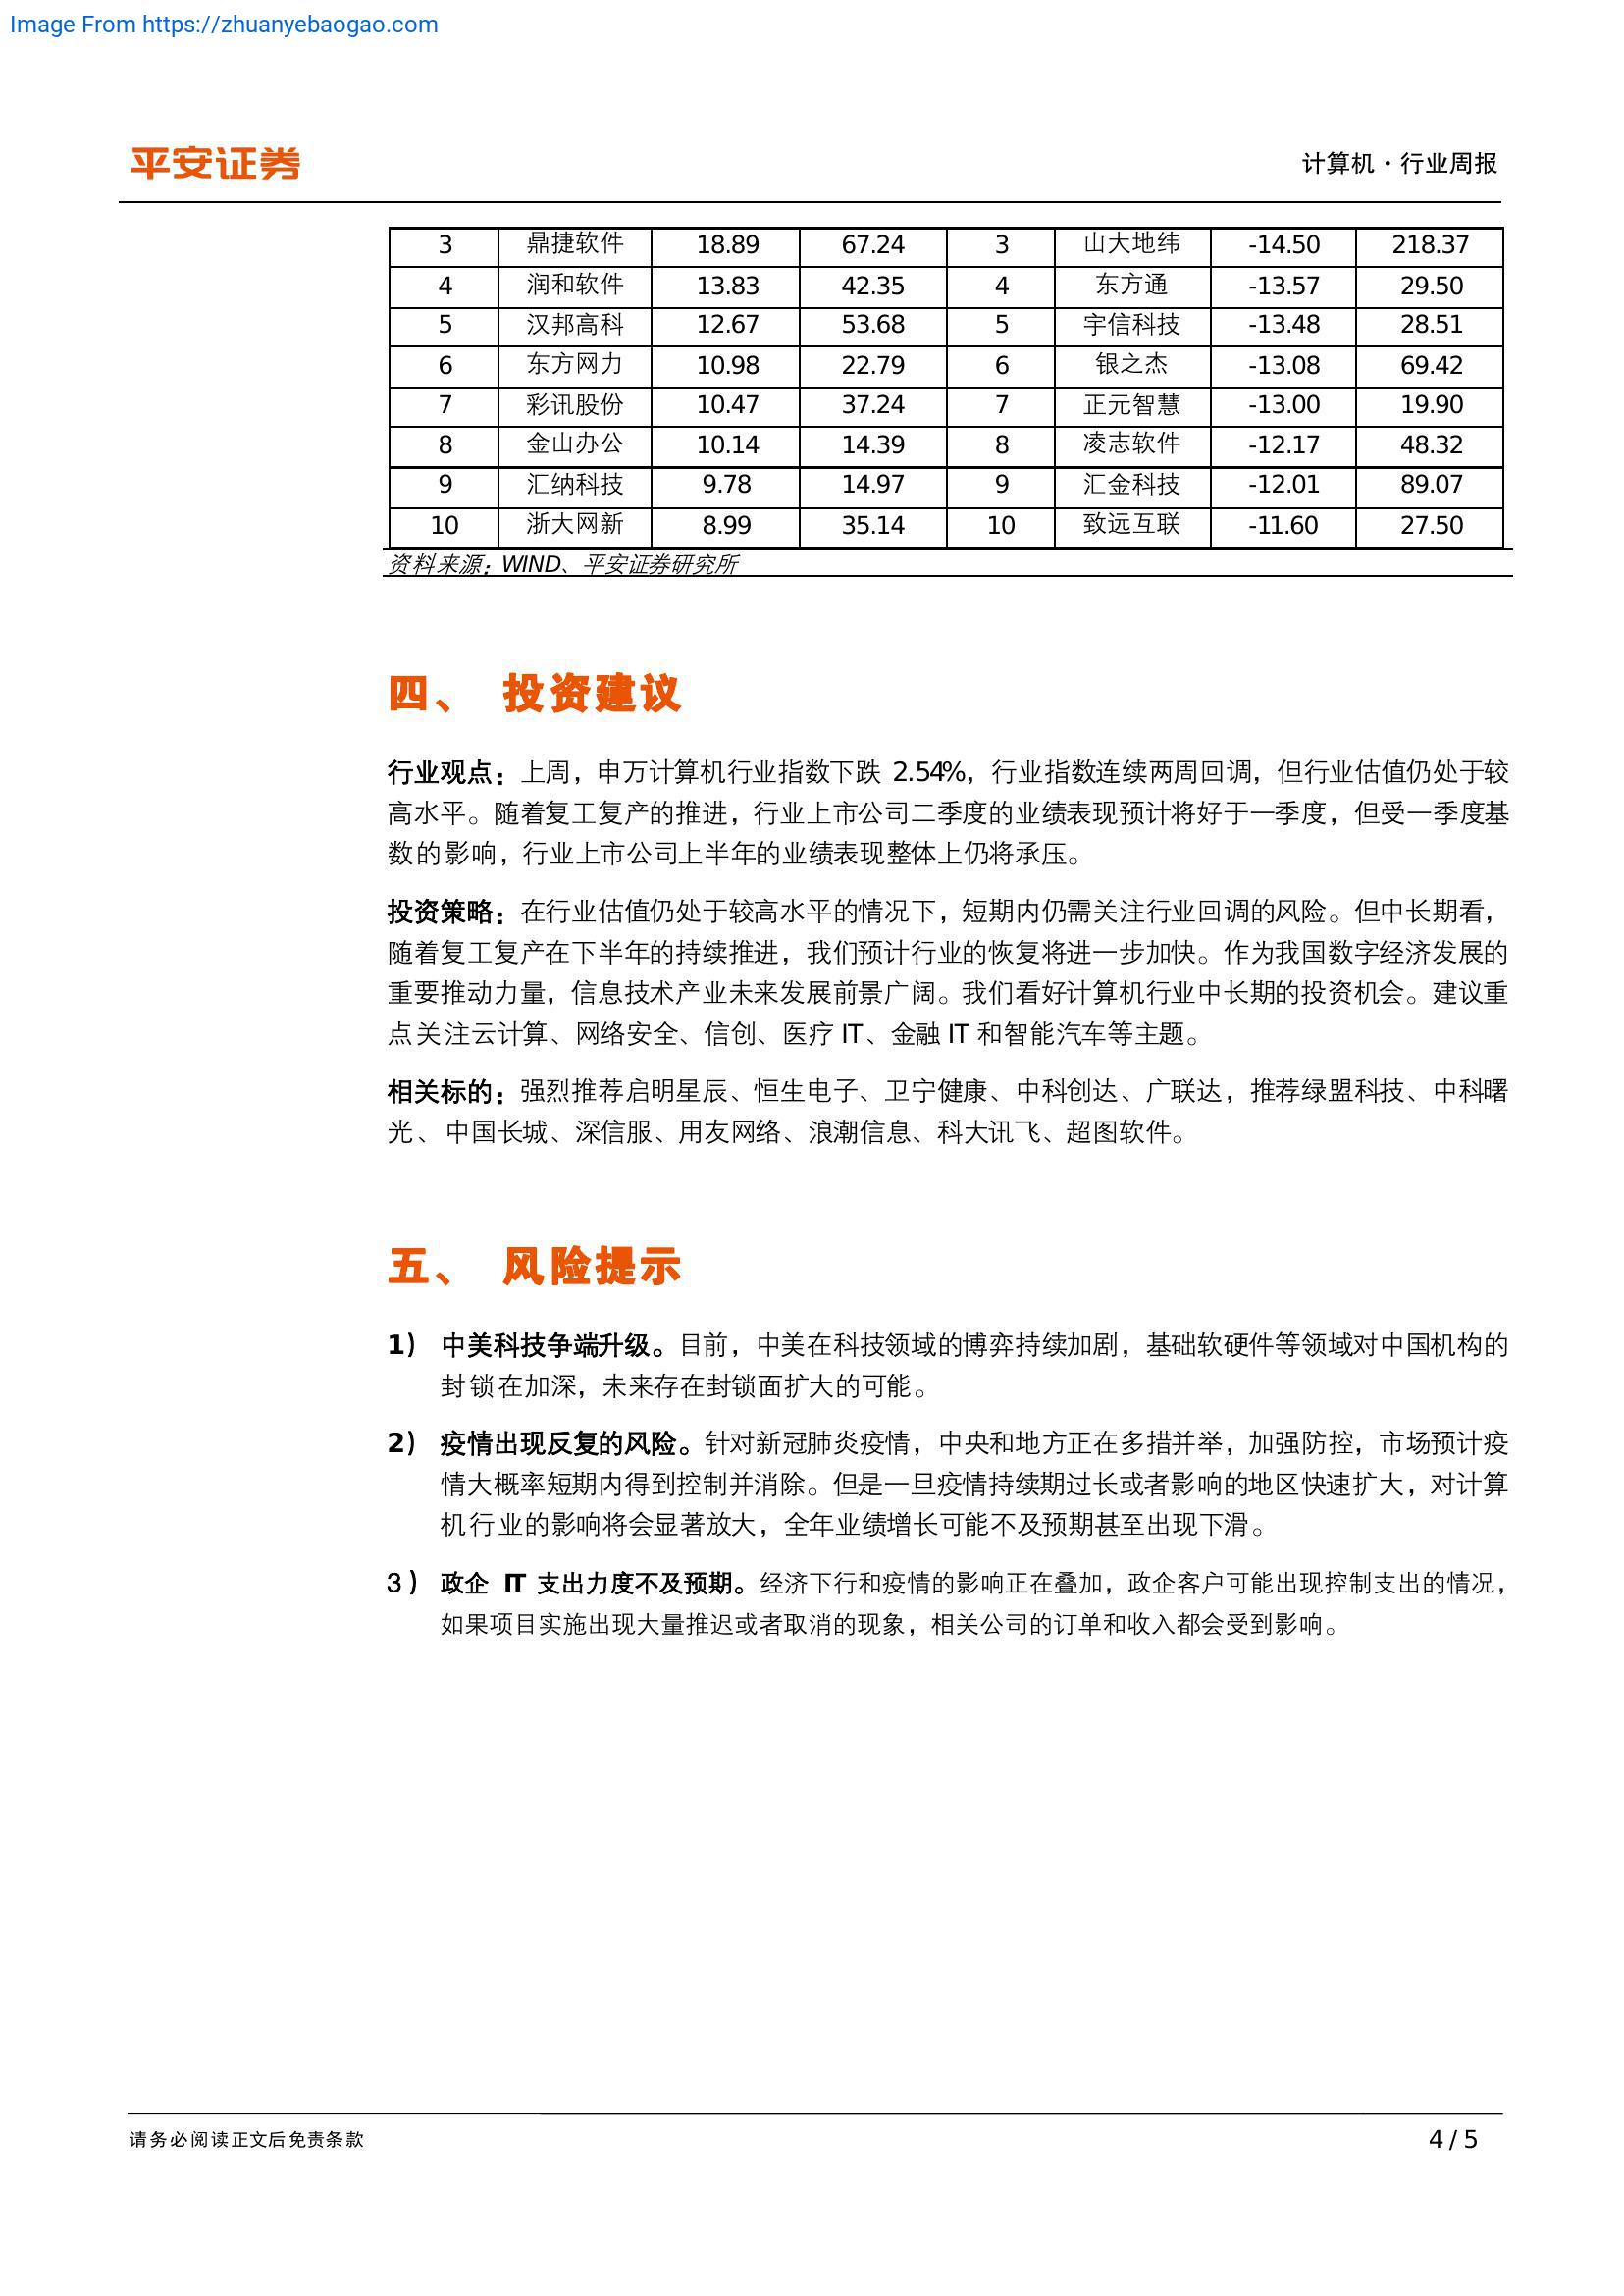 Image From https://zhuanyebaogao.com
平安证券
计算机·行业周报
3 鼎捷软件 18.89 67.24 3 山大地纬 -14.50 218.37
4 润和软件 13.83 42.35 4 东方通 -13.57 29.50
5 汉邦高科 12.67 53.68 5 宇信科技 -13.48 28.51
6 东方网力 10.98 22.79 6 银之杰 -13.08 69.42
7 彩讯股份 10.47 37.24 7 正元智慧 -13.00 19.90
8 金山办公 10.14 14.39 8 凌志软件 -12.17 48.32
9 汇纳科技 9.78 14.97 9 汇金科技 -12.01 89.07
10 浙大网新 8.99 35.14 10 致远互联 -11.60 27.50
资料来源：WIND、平安证券研究所
四、 投资建议
行业观点：上周，申万计算机行业指数下跌 2.54%，行业指数连续两周回调，但行业估值仍处于较
高水平。随着复工复产的推进，行业上市公司二季度的业绩表现预计将好于一季度，但受一季度基
数的影响，行业上市公司上半年的业绩表现整体上仍将承压。
投资策略：在行业估值仍处于较高水平的情况下，短期内仍需关注行业回调的风险。但中长期看，
随着复工复产在下半年的持续推进，我们预计行业的恢复将进一步加快。作为我国数字经济发展的
重要推动力量，信息技术产业未来发展前景广阔。我们看好计算机行业中长期的投资机会。建议重
点关注云计算、网络安全、信创、医疗 IT、金融 IT 和智能汽车等主题。
相关标的：强烈推荐启明星辰、恒生电子、卫宁健康、中科创达、广联达，推荐绿盟科技、中科曙
光、中国长城、深信服、用友网络、浪潮信息、科大讯飞、超图软件。
五、 风险提示
1） 中美科技争端升级。目前，中美在科技领域的博弈持续加剧，基础软硬件等领域对中国机构的
封锁在加深，未来存在封锁面扩大的可能。
2） 疫情出现反复的风险。针对新冠肺炎疫情，中央和地方正在多措并举，加强防控，市场预计疫
情大概率短期内得到控制并消除。但是一旦疫情持续期过长或者影响的地区快速扩大，对计算
机行业的影响将会显著放大，全年业绩增长可能不及预期甚至出现下滑。
3） 政企 IT 支出力度不及预期。经济下行和疫情的影响正在叠加，政企客户可能出现控制支出的情况，
如果项目实施出现大量推迟或者取消的现象，相关公司的订单和收入都会受到影响。
请务必阅读正文后免责条款
4 / 5